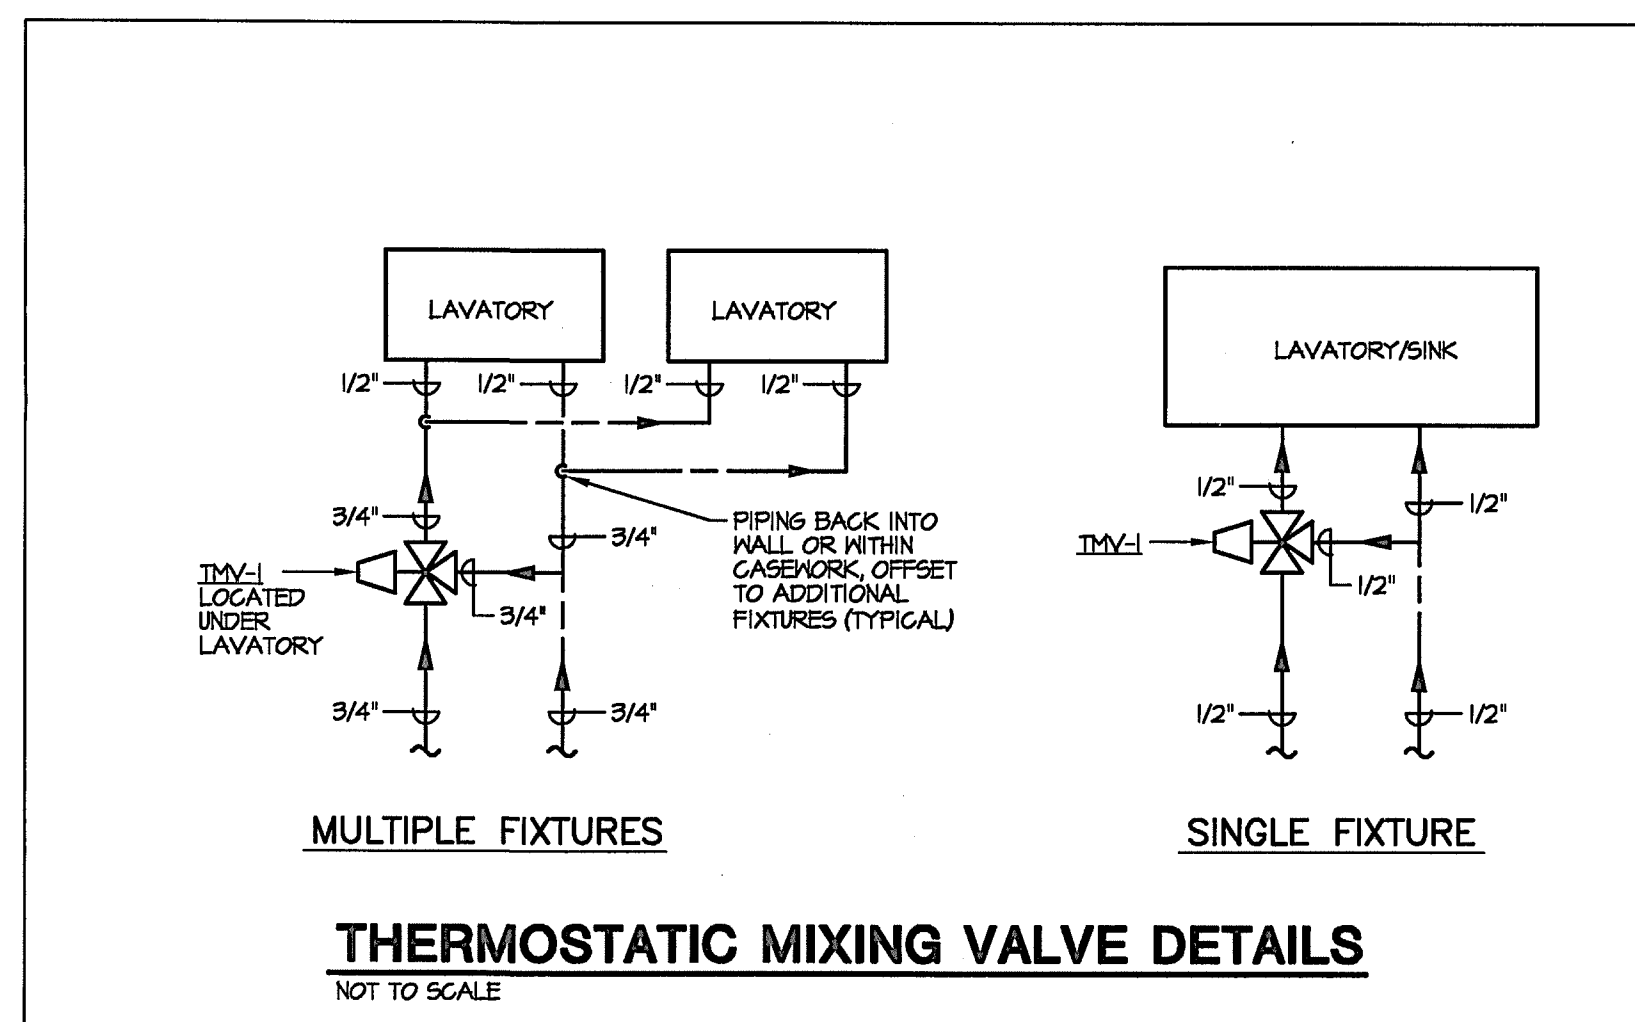 LAVATORY
LAVATORY
1/2"
1/2"
1/2"
1/2"
3/4"
3/4"
TMV-1
LOCATED
UNDER
LAVATORY
3/4"
PIPING BACK INTO
WALL OR WITHIN
CASEWORK, OFFSET
TO ADDITIONAL
FIXTURES (TYPICAL)
3/4"
3/4"
MULTIPLE FIXTURES
LAVATORY/SINK
1/2"
1/2"
TMV-1
1/2"
1/2"
1/2"
SINGLE FIXTURE
THERMOSTATIC MIXING VALVE DETAILS
NOT TO SCALE